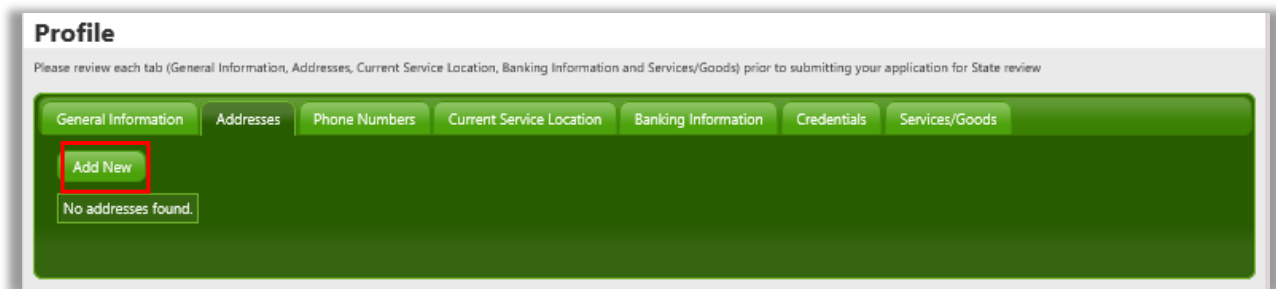 Profile
Please review each tab (General Information, Addresses, Current Service Location, Banking Information and Services/Goods) prior to submitting your application for State review
General Information Addresses Phone Numbers Current Service Location Banking Information Credentials Services/Goods
Add New
No addresses found.